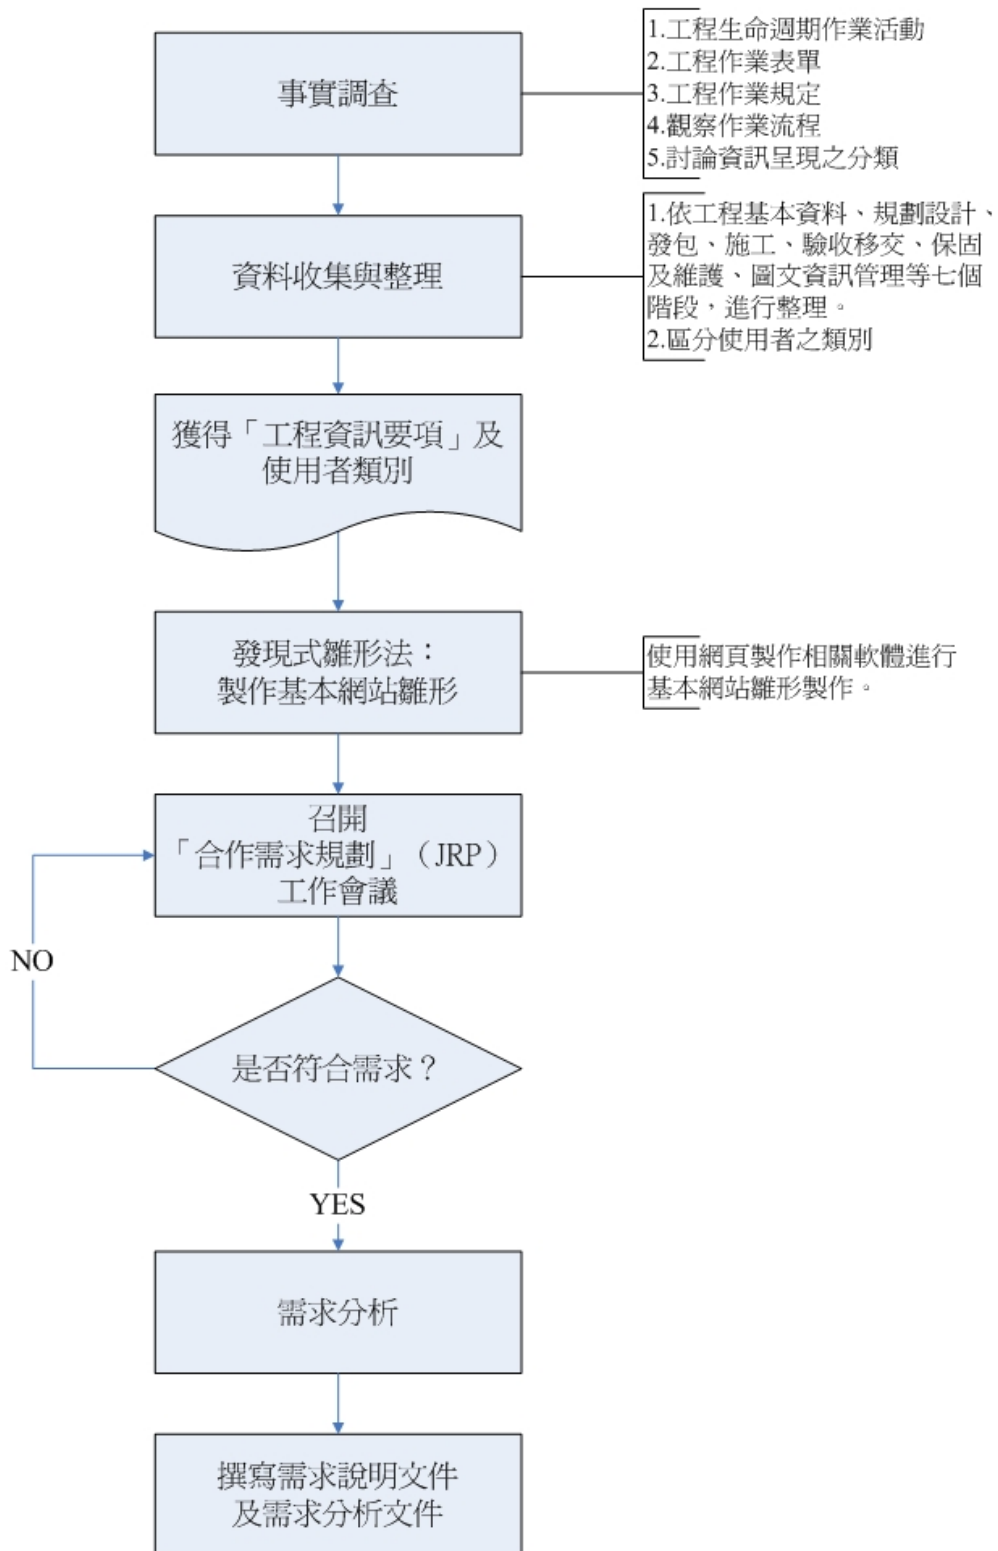 事實調查
1.工程生命週期作業活動
2.工程作業表單
3.工程作業規定
4.觀察作業流程
5.討論資訊呈現之分類
資料收集與整理
1.依工程基本資料、規劃設計、
發包、施工、驗收移交、保固
及維護、圖文資訊管理等七個
階段，進行整理。
2.區分使用者之類別
獲得「工程資訊要項」及
使用者類別
發現式雛形法：
製作基本網站雛形
使用網頁製作相關軟體進行
基本網站雛形製作。
召開
「合作需求規劃」（JRP）
工作會議
NO
是否符合需求？
YES
需求分析
撰寫需求說明文件
及需求分析文件